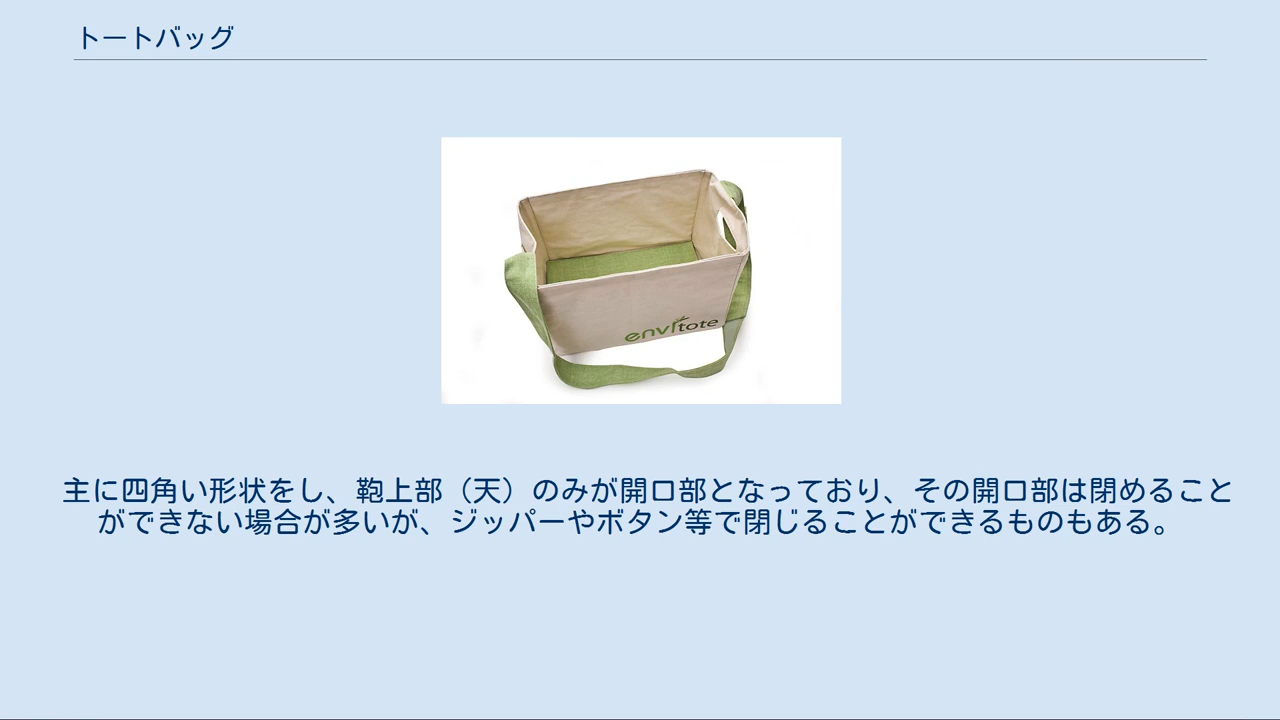 トートバッグ
envitote
主に四角い形状をし、鞄上部（天）のみが開口部となっており、その開口部は閉めること
ができない場合が多いが、ジッパーやボタン等で閉じることができるものもある。